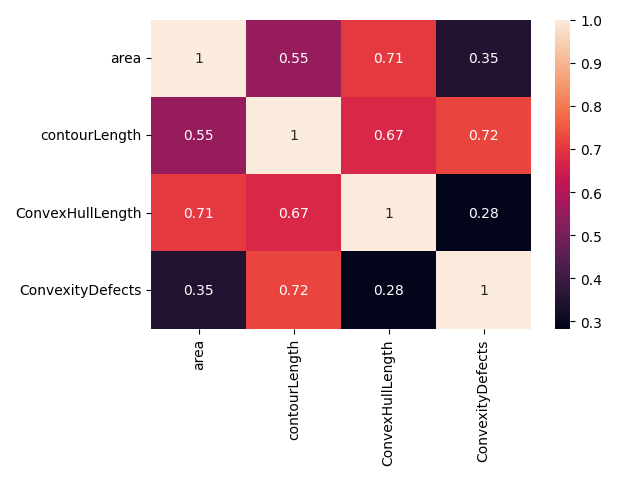 area 1 0.55 0.71 0.35
contourLength 0.55 1 0.67 0.72
ConvexHullLength 0.71 0.67 1 0.28
ConvexityDefects 0.35 0.72 0.28 1
area
contourLength
ConvexHullLength
ConvexityDefects
1.0
0.9
0.8
0.7
0.6
0.5
0.4
0.3